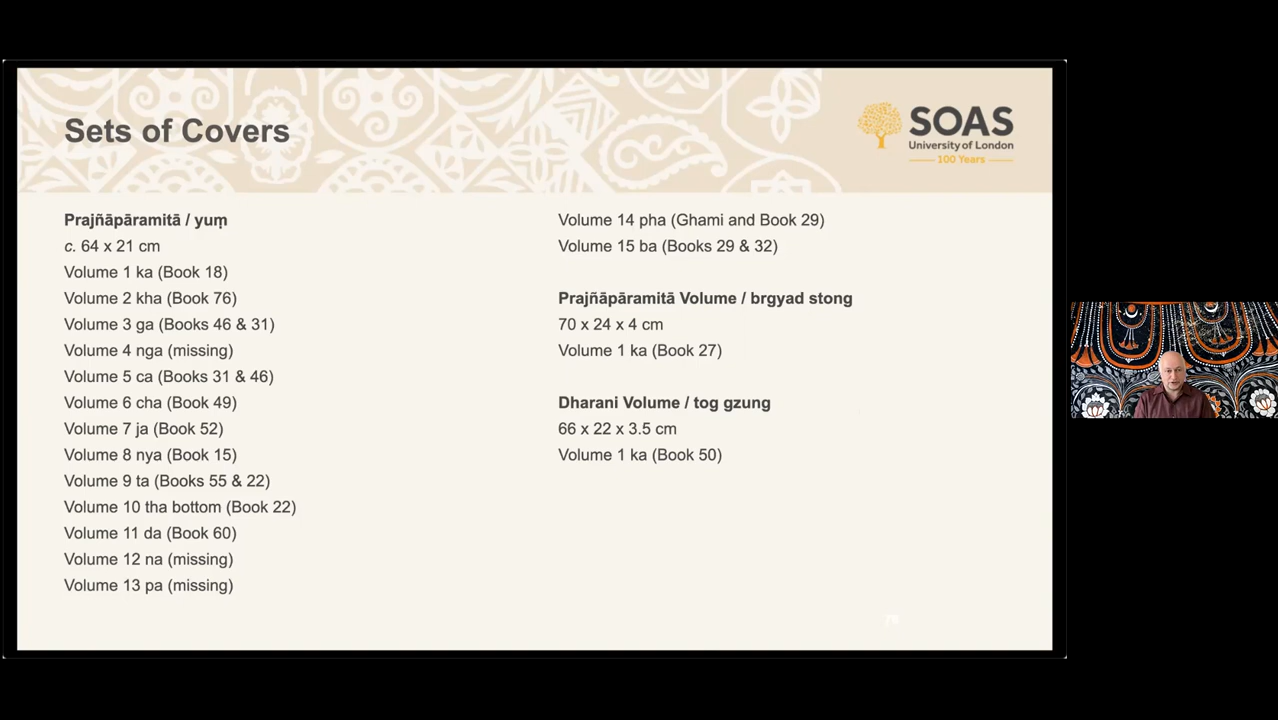 Sets of Covers
SOAS
University of London
100 Years
Prajñāpāramitā / yuṃ
c. 64 x 21 cm
Volume 1 ka (Book 18)
Volume 2 kha (Book 76)
Volume 3 ga (Books 46 & 31)
Volume 4 nga (missing)
Volume 5 ca (Books 31 & 46)
Volume 6 cha (Book 49)
Volume 7 ja (Book 52)
Volume 8 nya (Book 15)
Volume 9 ta (Books 55 & 22)
Volume 10 tha bottom (Book 22)
Volume 11 da (Book 60)
Volume 12 na (missing)
Volume 13 pa (missing)
Volume 14 pha (Ghami and Book 29)
Volume 15 ba (Books 29 & 32)
Prajñāpāramitā Volume / brgyad stong
70 x 24 x 4 cm
Volume 1 ka (Book 27)
Dharani Volume / tog gzung
66 x 22 x 3.5 cm
Volume 1 ka (Book 50)